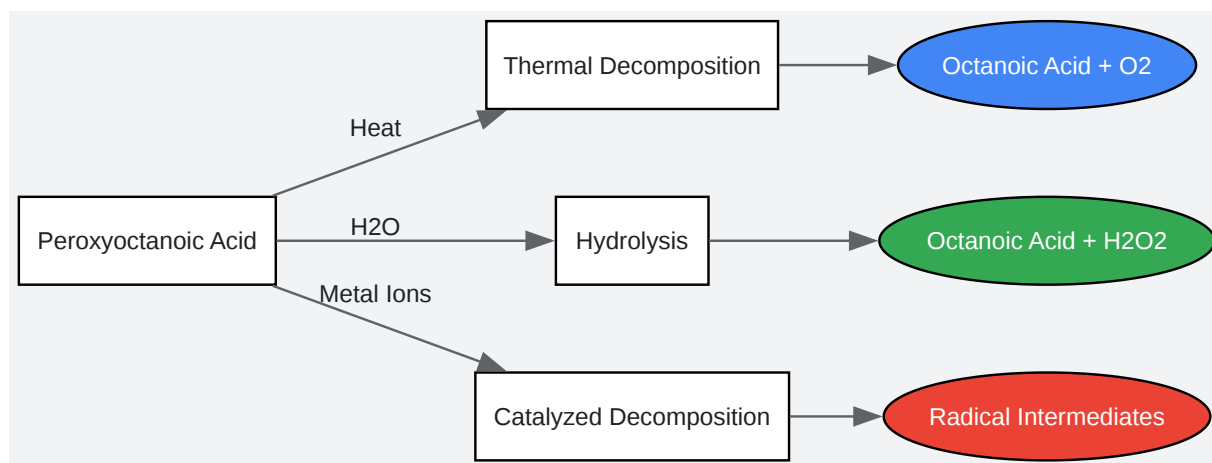 Thermal Decomposition
Octanoic Acid + O2
Heat
Peroxyoctanoic Acid
H2O
Hydrolysis
Octanoic Acid + H2O2
Metal Ions
Catalyzed Decomposition
Radical Intermediates